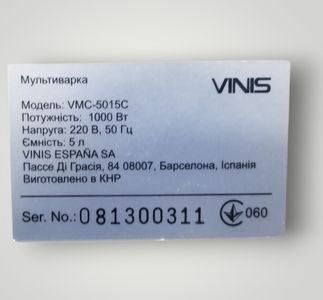 Мультиварка
VINIS
Модель: VMC-5015C
Потужність: 1000 Вт
Напруга: 220 В, 50 Гц
Ємність: 5 л
VINIS ESPAÑA SA
Пассе Ді Грасія, 84 08007, Барселона, Іспанія
Виготовлено в КНР
Ser. No.: 081300311 060